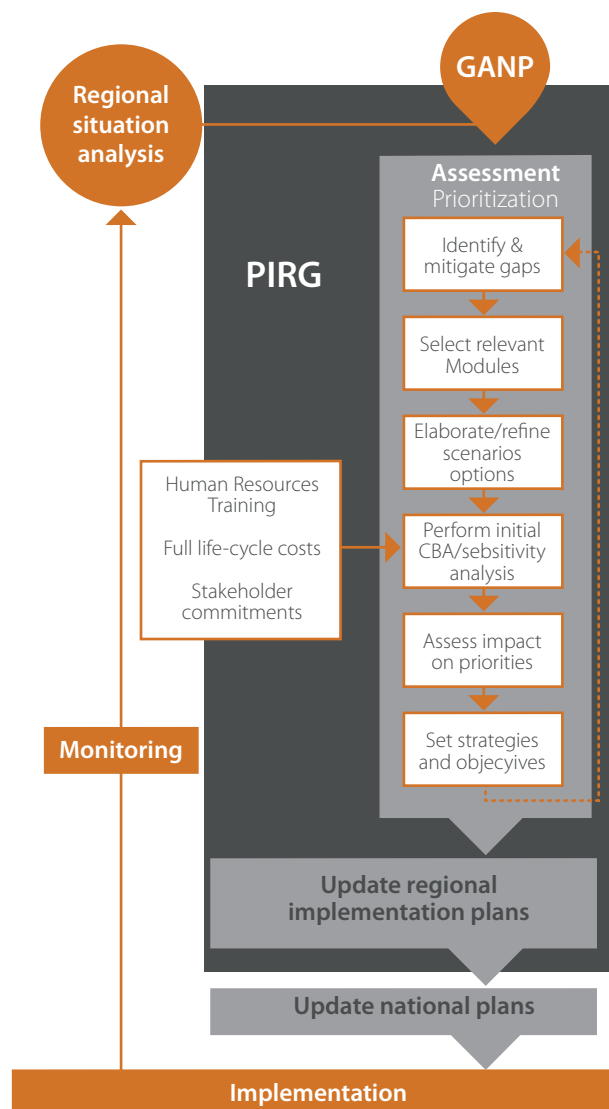 GANP
Regional
situation
analysis
Assessment
Prioritization
PIRG
Identify &
mitigate gaps
Select relevant
Modules
Elaborate/refine
scenarios
options
Human Resources
Training
Full life-cycle costs
Stakeholder
commitments
Perform initial
CBA/sebsitivity
analysis
Assess impact
on priorities
Set strategies
and objecyives
Monitoring
Update regional
implementation plans
Update national plans
Implementation